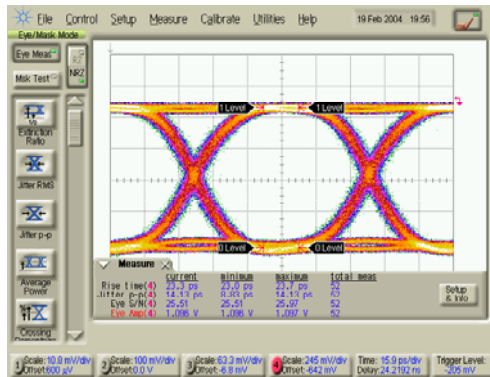 File Control Setup Measure Calibrate Utilities Help 19 Feb 2004 19:56
Eye/Mask Mode
Eye Meas
RZ
NRZ
Msk Test
Extinction Ratio
Jitter RMS
Jitter p-p
Average Power
Crossing
1 Level 1 Level
0 Level 0 Level
Measure
current minimum maximum total meas
Rise time(4) 23.3 ps 23.0 ps 23.7 ps 52
Jitter p-p(4) 14.13 ps 8.83 ps 14.13 ps 52
Eye S/N(4) 25.51 25.51 25.97 52
Eye Amp(4) 1.096 V 1.096 V 1.097 V 52
Setup & Info
1 Scale:10.0 mV/div Offset:600 µV
2 Scale:100 mV/div Offset:0.0 V
3 Scale:63.3 mV/div Offset:-6.8 mV
4 Scale:245 mV/div Offset:-642 mV
Time: 15.9 ps/div Delay:24.2192 ns
Trigger Level: -205 mV